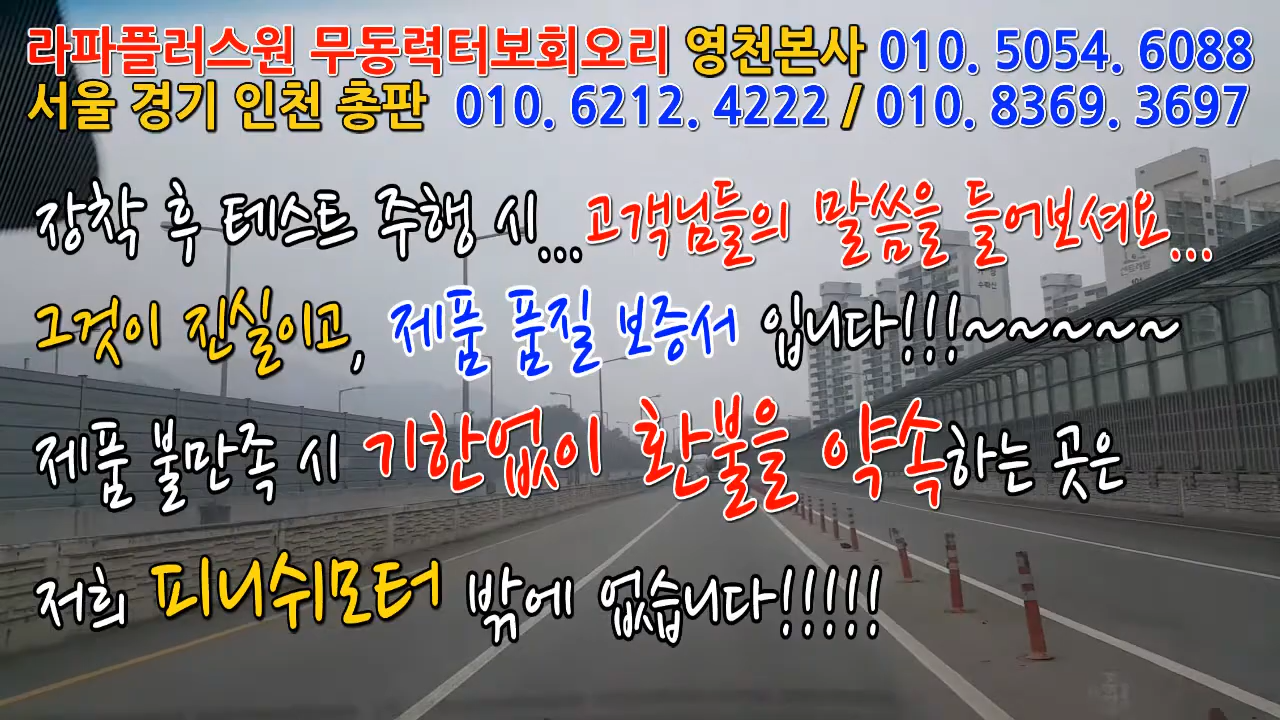 라파플러스원 무동력터보회오리 영천본사 010. 5054. 6088
서울 경기 인천 총판 010. 6212. 4222 / 010. 8369. 3697
장착 후 테스트 주행 시...고객님들의 말씀을 들어보셔요...
그것이 진실이고, 제품 품질 보증서 입니다!!!~~~~~
제품 불만족 시 기한없이 환불을 약속하는 곳은
저희 피니쉬모터 밖에 없습니다!!!!!